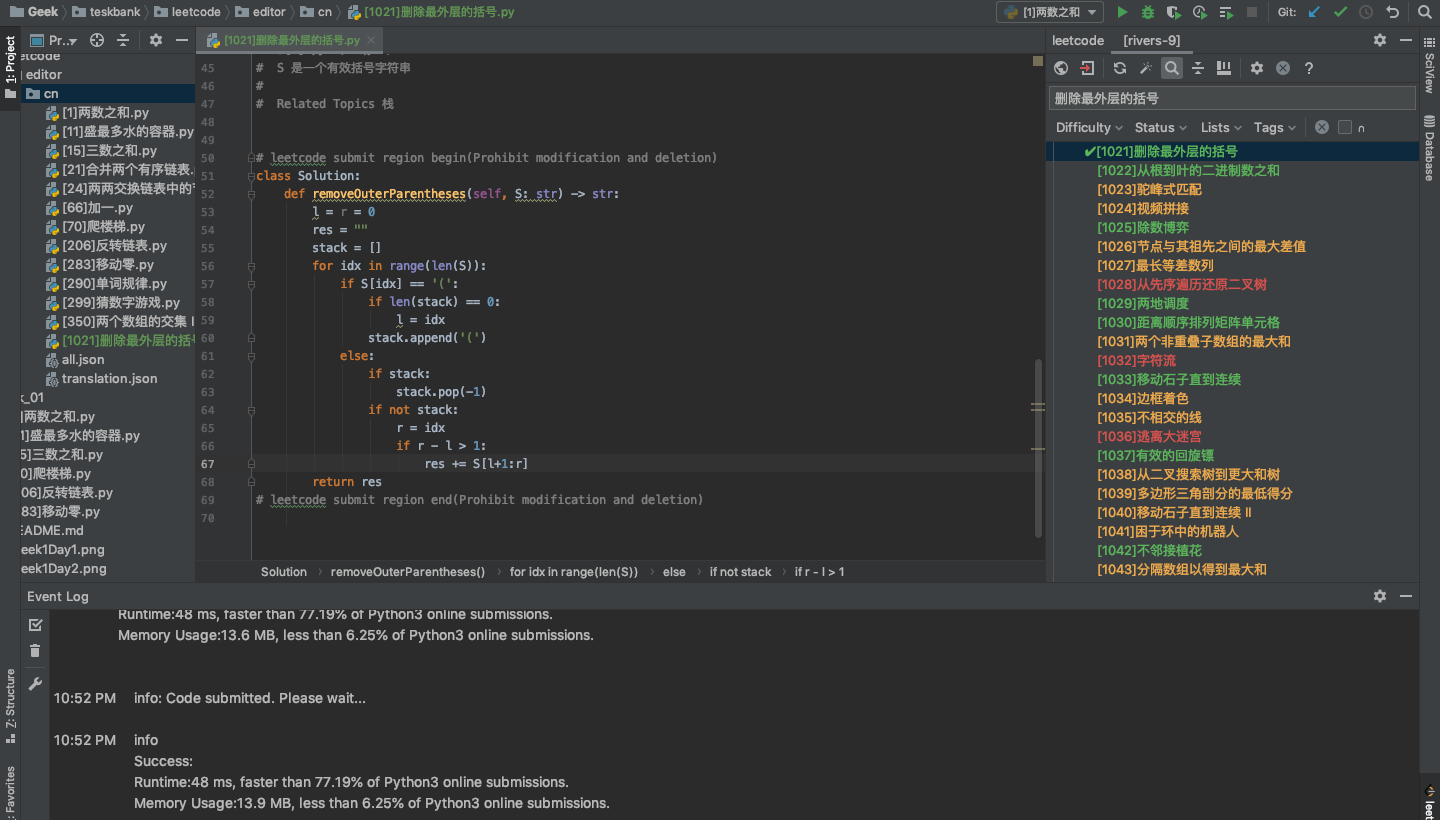 Geek
teskbank
leetcode
editor
cn
[1021]删除最外层的括号.py
[1]两数之和
Git:
1: Project
Pr..
[1021]删除最外层的括号.py
leetcode
[rivers-9]
SciView
Database
editor
cn
[1]两数之和.py
[11]盛最多水的容器.py
[15]三数之和.py
[21]合并两个有序链表.
[24]两两交换链表中的
[66]加一.py
[70]爬楼梯.py
[206]反转链表.py
[283]移动零.py
[290]单词规律.py
[299]猜数字游戏.py
[350]两个数组的交集
[1021]删除最外层的括
all.json
translation.json
k_01
]两数之和.py
1]盛最多水的容器.py
5]三数之和.py
0]爬楼梯.py
06]反转链表.py
83]移动零.py
EADME.md
eek1Day1.png
eek1Day2.png
45 # S 是一个有效括号字符串
46 #
47 # Related Topics 栈
48
49
50 # leetcode submit region begin(Prohibit modification and deletion)
51 class Solution:
52 def removeOuterParentheses(self, S: str) -> str:
53 l = r = 0
54 res = ""
55 stack = []
56 for idx in range(len(S)):
57 if S[idx] == '(':
58 if len(stack) == 0:
59 l = idx
60 stack.append('(')
61 else:
62 if stack:
63 stack.pop(-1)
64 if not stack:
65 r = idx
66 if r - l > 1:
67 res += S[l+1:r]
68 return res
69 # leetcode submit region end(Prohibit modification and deletion)
70
Solution › removeOuterParentheses() › for idx in range(len(S)) › else › if not stack › if r - l > 1
删除最外层的括号
Difficulty Status Lists Tags
✔[1021]删除最外层的括号
[1022]从根到叶的二进制数之和
[1023]驼峰式匹配
[1024]视频拼接
[1025]除数博弈
[1026]节点与其祖先之间的最大差值
[1027]最长等差数列
[1028]从先序遍历还原二叉树
[1029]两地调度
[1030]距离顺序排列矩阵单元格
[1031]两个非重叠子数组的最大和
[1032]字符流
[1033]移动石子直到连续
[1034]边框着色
[1035]不相交的线
[1036]逃离大迷宫
[1037]有效的回旋镖
[1038]从二叉搜索树到更大和树
[1039]多边形三角剖分的最低得分
[1040]移动石子直到连续 II
[1041]困于环中的机器人
[1042]不邻接植花
[1043]分隔数组以得到最大和
Event Log
Runtime:48 ms, faster than 77.19% of Python3 online submissions.
Memory Usage:13.6 MB, less than 6.25% of Python3 online submissions.
10:52 PM info: Code submitted. Please wait...
10:52 PM info
Success:
Runtime:48 ms, faster than 77.19% of Python3 online submissions.
Memory Usage:13.9 MB, less than 6.25% of Python3 online submissions.
Z: Structure
: Favorites
leet